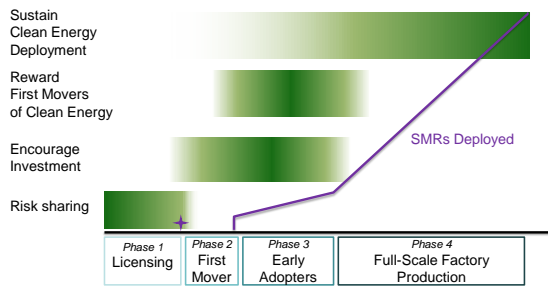 Sustain
Clean Energy
Deployment
Reward
First Movers
of Clean Energy
Encourage
Investment
Risk sharing
SMRs Deployed
Phase 1
Licensing
Phase 2
First
Mover
Phase 3
Early
Adopters
Phase 4
Full-Scale Factory
Production